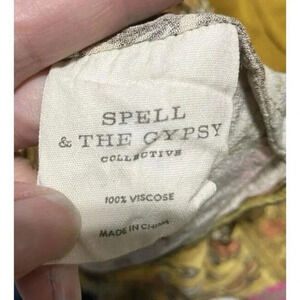 SPELL
& THE GYPSY
COLLECTIVE
100% VISCOSE
MADE IN CHINA